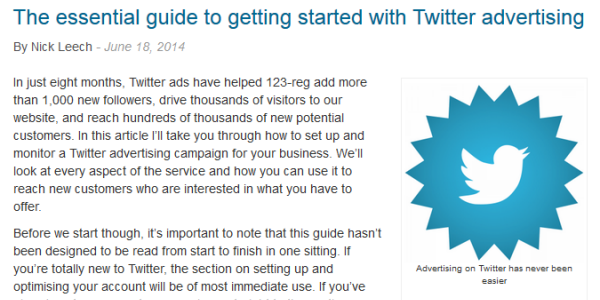 The essential guide to getting started with Twitter advertising
By Nick Leech - June 18, 2014
In just eight months, Twitter ads have helped 123-reg add more
than 1,000 new followers, drive thousands of visitors to our
website, and reach hundreds of thousands of new potential
customers. In this article I'll take you through how to set up and
monitor a Twitter advertising campaign for your business. We'll
look at every aspect of the service and how you can use it to
reach new customers who are interested in what you have to
offer.
Before we start though, it's important to note that this guide hasn't
been designed to be read from start to finish in one sitting. If
you're totally new to Twitter, the section on setting up and
optimising your account will be of most immediate use. If you've
Advertising on Twitter has never been
easier